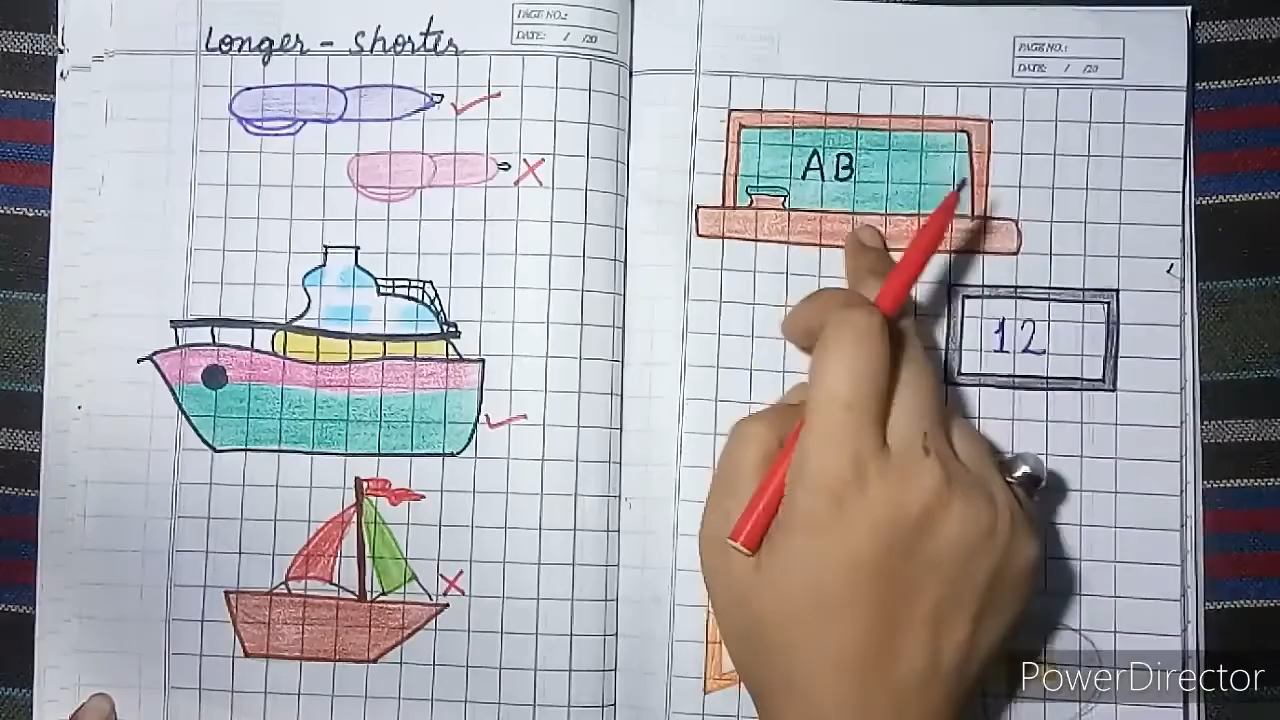 Longer - Shorter
PAGE NO.:
DATE: / /20
PAGE NO.:
DATE: / /20
AB
12
PowerDirector